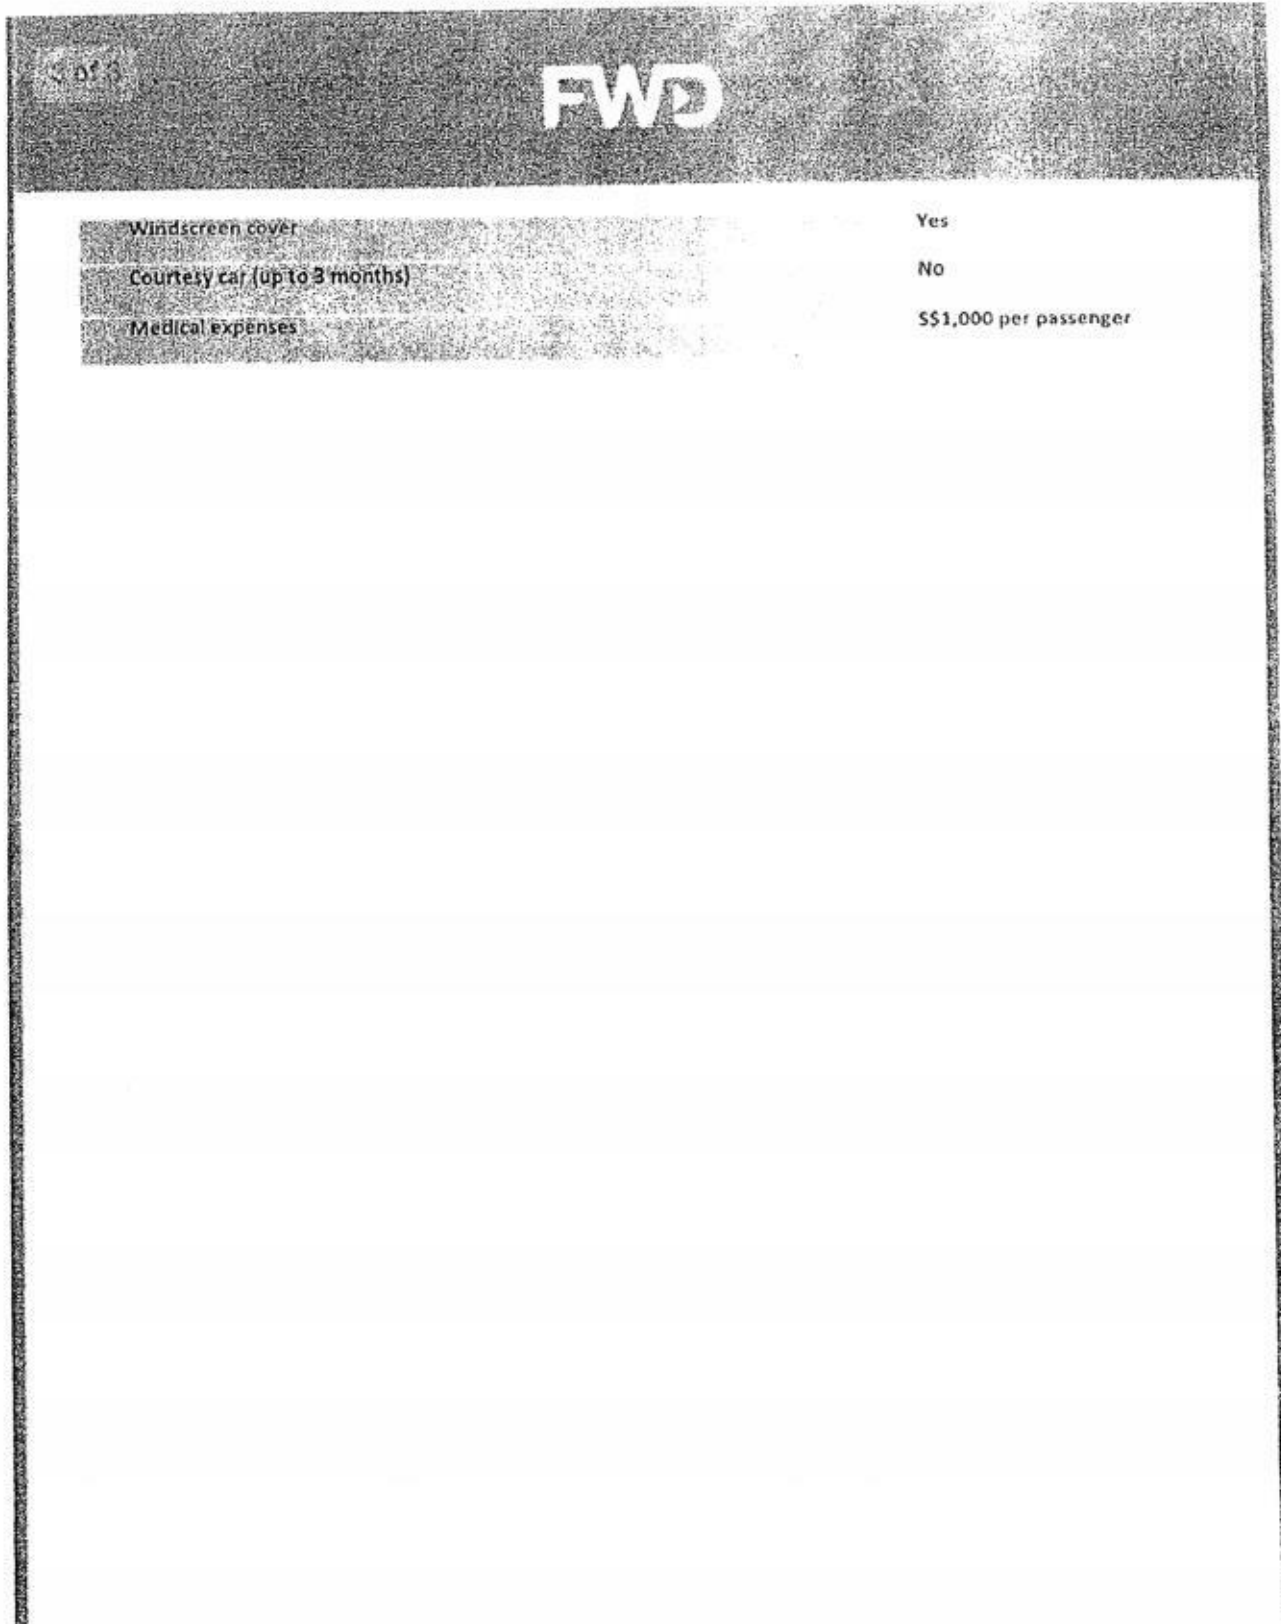 FWD
Windscreen cover Yes
Courtesy car (up to 3 months) No
Medical expenses S$1,000 per passenger